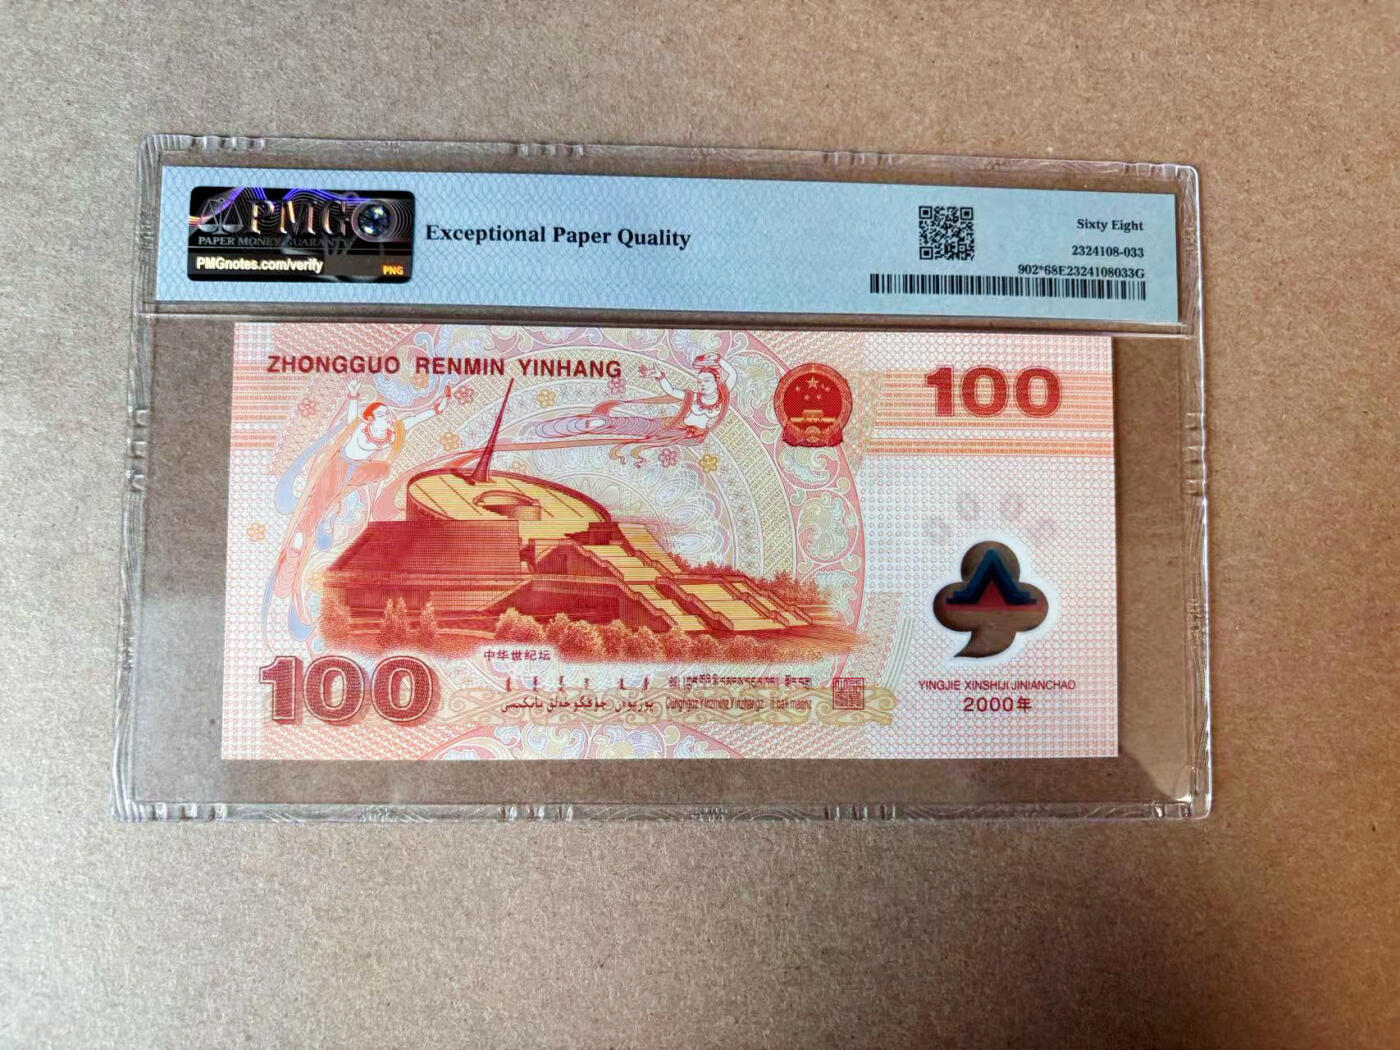 PMG
PAPER MONEY GUARANTY
PMGnotes.com/verify
PNG
Exceptional Paper Quality
Sixty Eight
2324108-033
902*68E2324108033G
ZHONGGUO RENMIN YINHANG
100
100
中华世纪坛
YINGJIE XINSHIJI JINIANCHAO
2000年